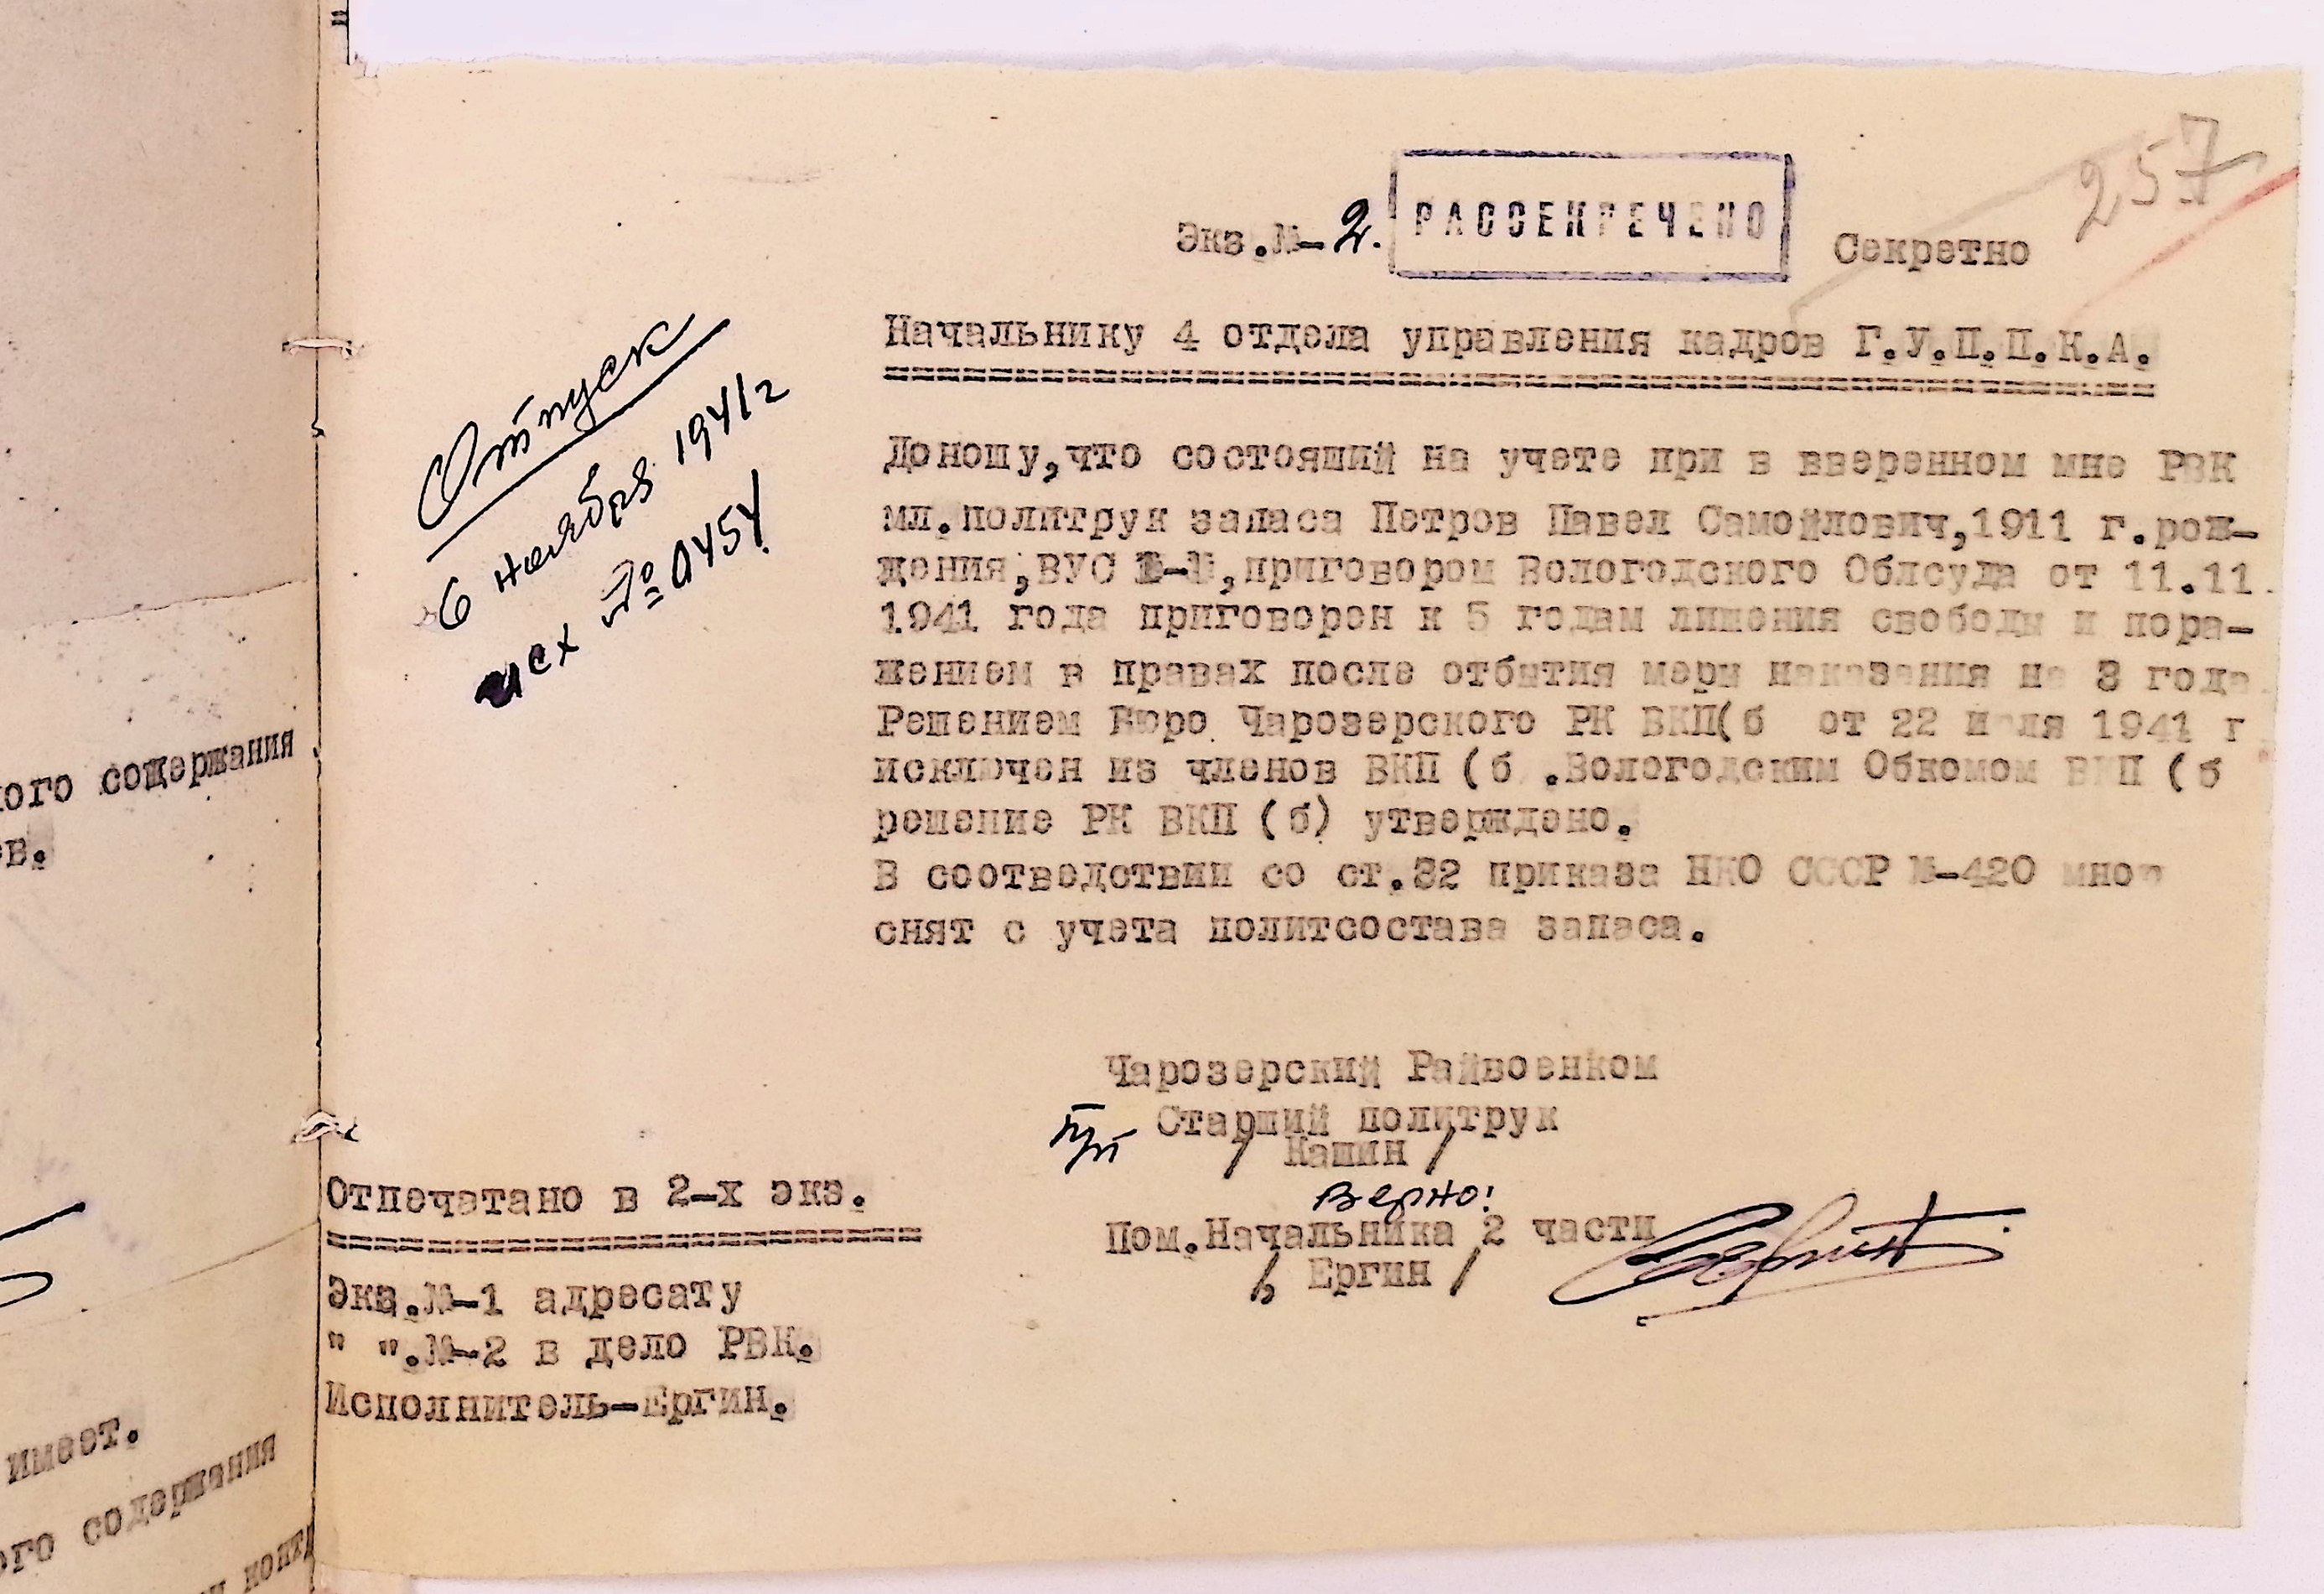 257
Экз.№-2. РАССЕКРЕЧЕНО Секретно
Начальнику 4 отдела управления кадров Г.У.П.П.К.А.
Отпуск
6 ноября 1941г
исх №0454
Доношу,что состоящий на учете при в вверенном мне РВК
мл.политрук запаса Петров Павел Самойлович,1911 г.рож-
дения,ВУС ,приговором Вологодского Облсуда от 11.11.
1941 года приговорен к 5 годам лишения свободы и пора-
жением в правах после отбытия меры наказания на 3 года.
Решением Бюро Чарозерского РК ВКП(б от 22 июля 1941 г
исключен из членов ВКП (б .Вологодским Обкомом ВКП (б
решение РК ВКП (б) утверждено.
В соотведствии со ст.32 приказа НКО СССР №-420 мною
снят с учета политсостава запаса.
Чарозерский Райвоенком
Старший политрук
/ Кашин /
Верно!
Пом.Начальника 2 части
/ Ергин /
Отпечатано в 2-х экз.
Экз.№-1 адресату
" ".№-2 в дело РВК.
Исполнитель-Ергин.
ого содержания
ев.
имеет.
ого содержания